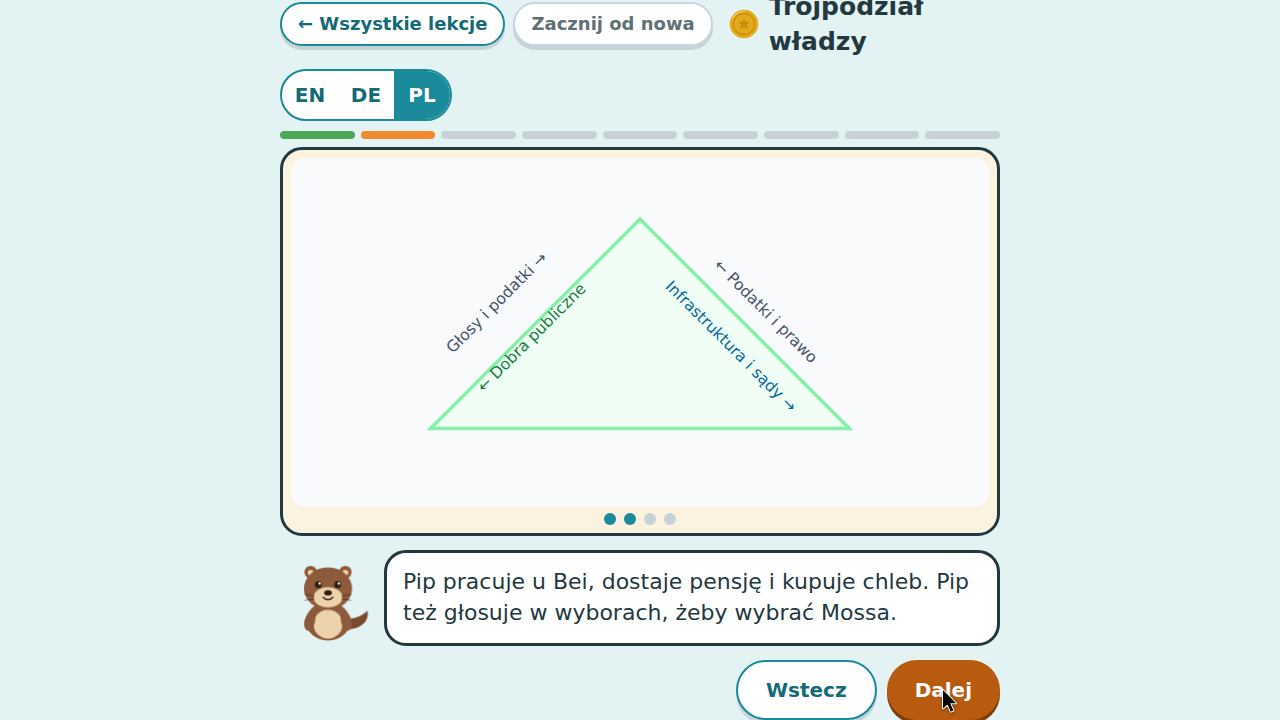 ← Wszystkie lekcje
Zacznij od nowa
Trójpodział
władzy
EN DE PL
Głosy i podatki →
← Dobra publiczne
← Podatki i prawo
Infrastruktura i sądy →
Pip pracuje u Bei, dostaje pensję i kupuje chleb. Pip
też głosuje w wyborach, żeby wybrać Mossa.
Wstecz
Dalej